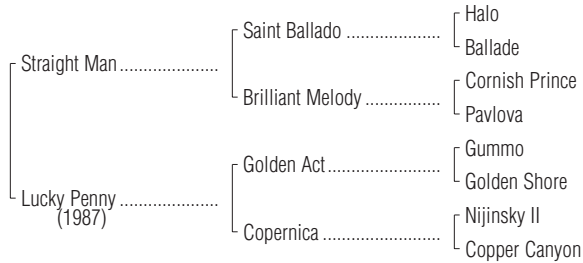 Halo
Saint Ballado ....................
Ballade
Straight Man .....................
Cornish Prince
Brilliant Melody ................
Pavlova
Gummo
Golden Act ........................
Golden Shore
Lucky Penny .....................
(1987)
Nijinsky II
Copernica .........................
Copper Canyon